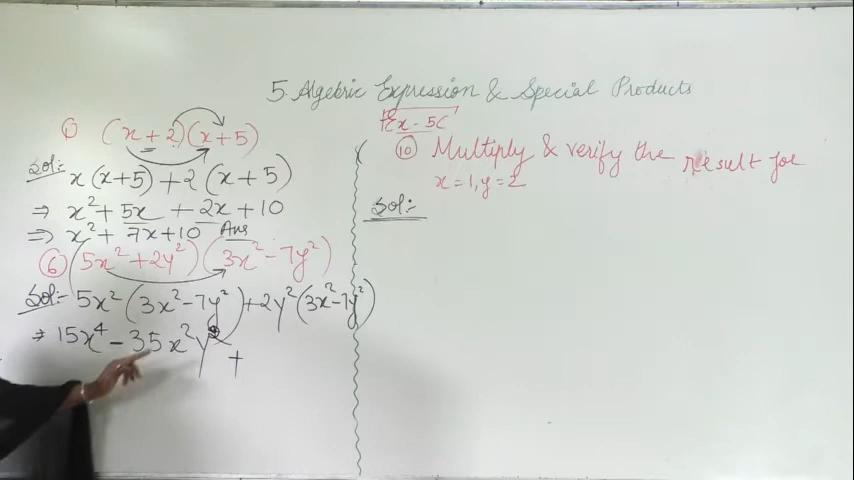 5. Algebric Expression & Special Products
1) (x + 2)(x + 5)
Sol:-
x(x+5) + 2(x+5)
⇒ x² + 5x + 2x + 10
⇒ x² + 7x + 10 Ans
⑥ (5x² + 2y²)(3x² - 7y²)
Sol:- 5x²(3x² - 7y²) + 2y²(3x² - 7y²)
⇒ 15x⁴ - 35x²y² +
Ex - 5C
⑩ Multiply & verify the result for
x = 1, y = 2
Sol:-